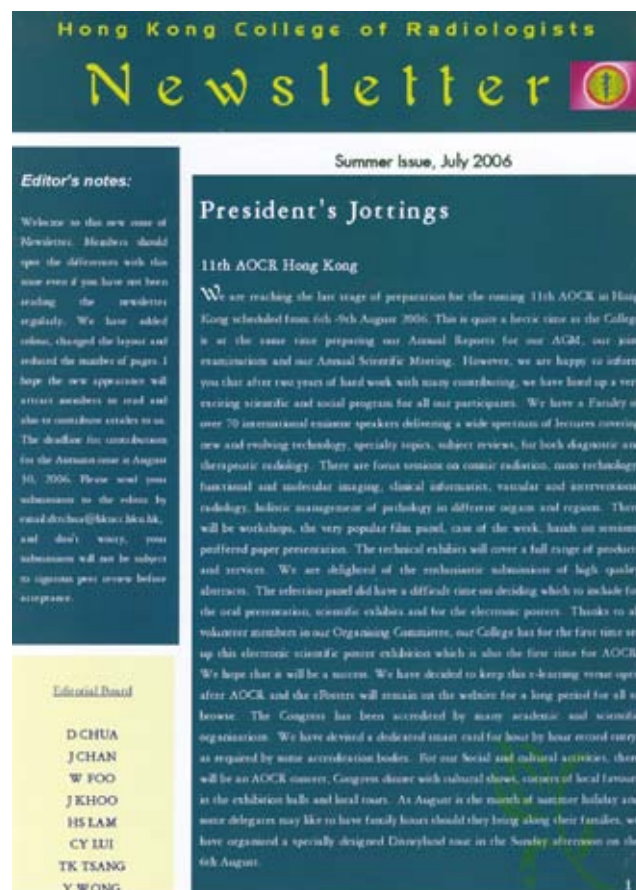 Hong Kong College of Radiologists
Newsletter
Summer Issue, July 2006
Editor's notes:
Welcome to this new issue of
Newsletter. Members should
spot the differences with this
issue even if you have not been
reading the newsletter
regularly. We have added
colour, changed the layout and
reduced the number of pages. I
hope the new appearance will
attract members to read and
also to contribute articles to us.
The deadline for contributions
for the Autumn issue is August
30, 2006. Please send your
submission to the editor by
and don't worry, your
submission will not be subject
to rigorous peer review before
acceptance.
Editorial Board
D CHUA
J CHAN
W FOO
J KHOO
HS LAM
CY LUI
TK TSANG
Y WONG
President's Jottings
11th AOCR Hong Kong
We are reaching the last stage of preparation for the coming 11th AOCR in Hong
Kong scheduled from 6th -9th August 2006. This is quite a hectic time as the College
is at the same time preparing our Annual Reports for our AGM, our joint
examinations and our Annual Scientific Meeting. However, we are happy to inform
you that after two years of hard work with many contributing, we have lined up a very
exciting scientific and social program for all our participants. We have a Faculty of
over 70 international eminent speakers delivering a wide spectrum of lectures covering
new and evolving technology, specialty topics, subject reviews, for both diagnostic and
therapeutic radiology. There are focus sessions on cosmic radiation, nano technology
functional and molecular imaging, clinical informatics, vascular and interventional
radiology, holistic management of pathology in different organs and regions. There
will be workshops, the very popular film panel, case of the week, hands on sessions
proffered paper presentation. The technical exhibits will cover a full range of products
and services. We are delighted of the enthusiastic submissions of high quality
abstracts. The selection panel did have a difficult time on deciding which to include for
the oral presentation, scientific exhibits and for the electronic posters. Thanks to all
volunteer members in our Organising Committee, our College has for the first time set
up this electronic scientific poster exhibition which is also the first time for AOCR.
We hope that is will be a success. We have decided to keep this e-learning venue open
after AOCR and the ePosters will remain on the website for a long period for all to
browse. The Congress has been accredited by many academic and scientific
organisations. We have devised a dedicated smart card for hour by hour record entry
as required by some accreditation bodies. For our Social and cultural activities, there
will be an AOCR concert, Congress dinner with cultural shows, corners of local favour
in the exhibition halls and local tours. As August is the month of summer holiday and
some delegates may like to have family hours should they bring along their families, we
have organised a specially designed Disneyland tour in the Sunday afternoon on the
6th August.